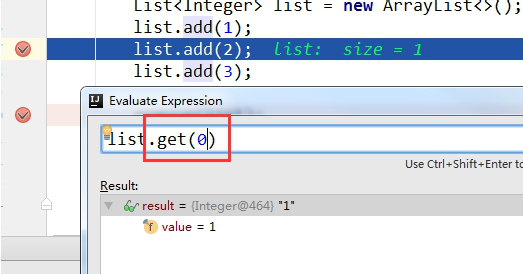 List<Integer> list = new ArrayList<>();
list.add(1);
list.add(2); list: size = 1
list.add(3);
Evaluate Expression
list.get(0)
Use Ctrl+Shift+Enter to
Result:
result = {Integer@464} "1"
value = 1